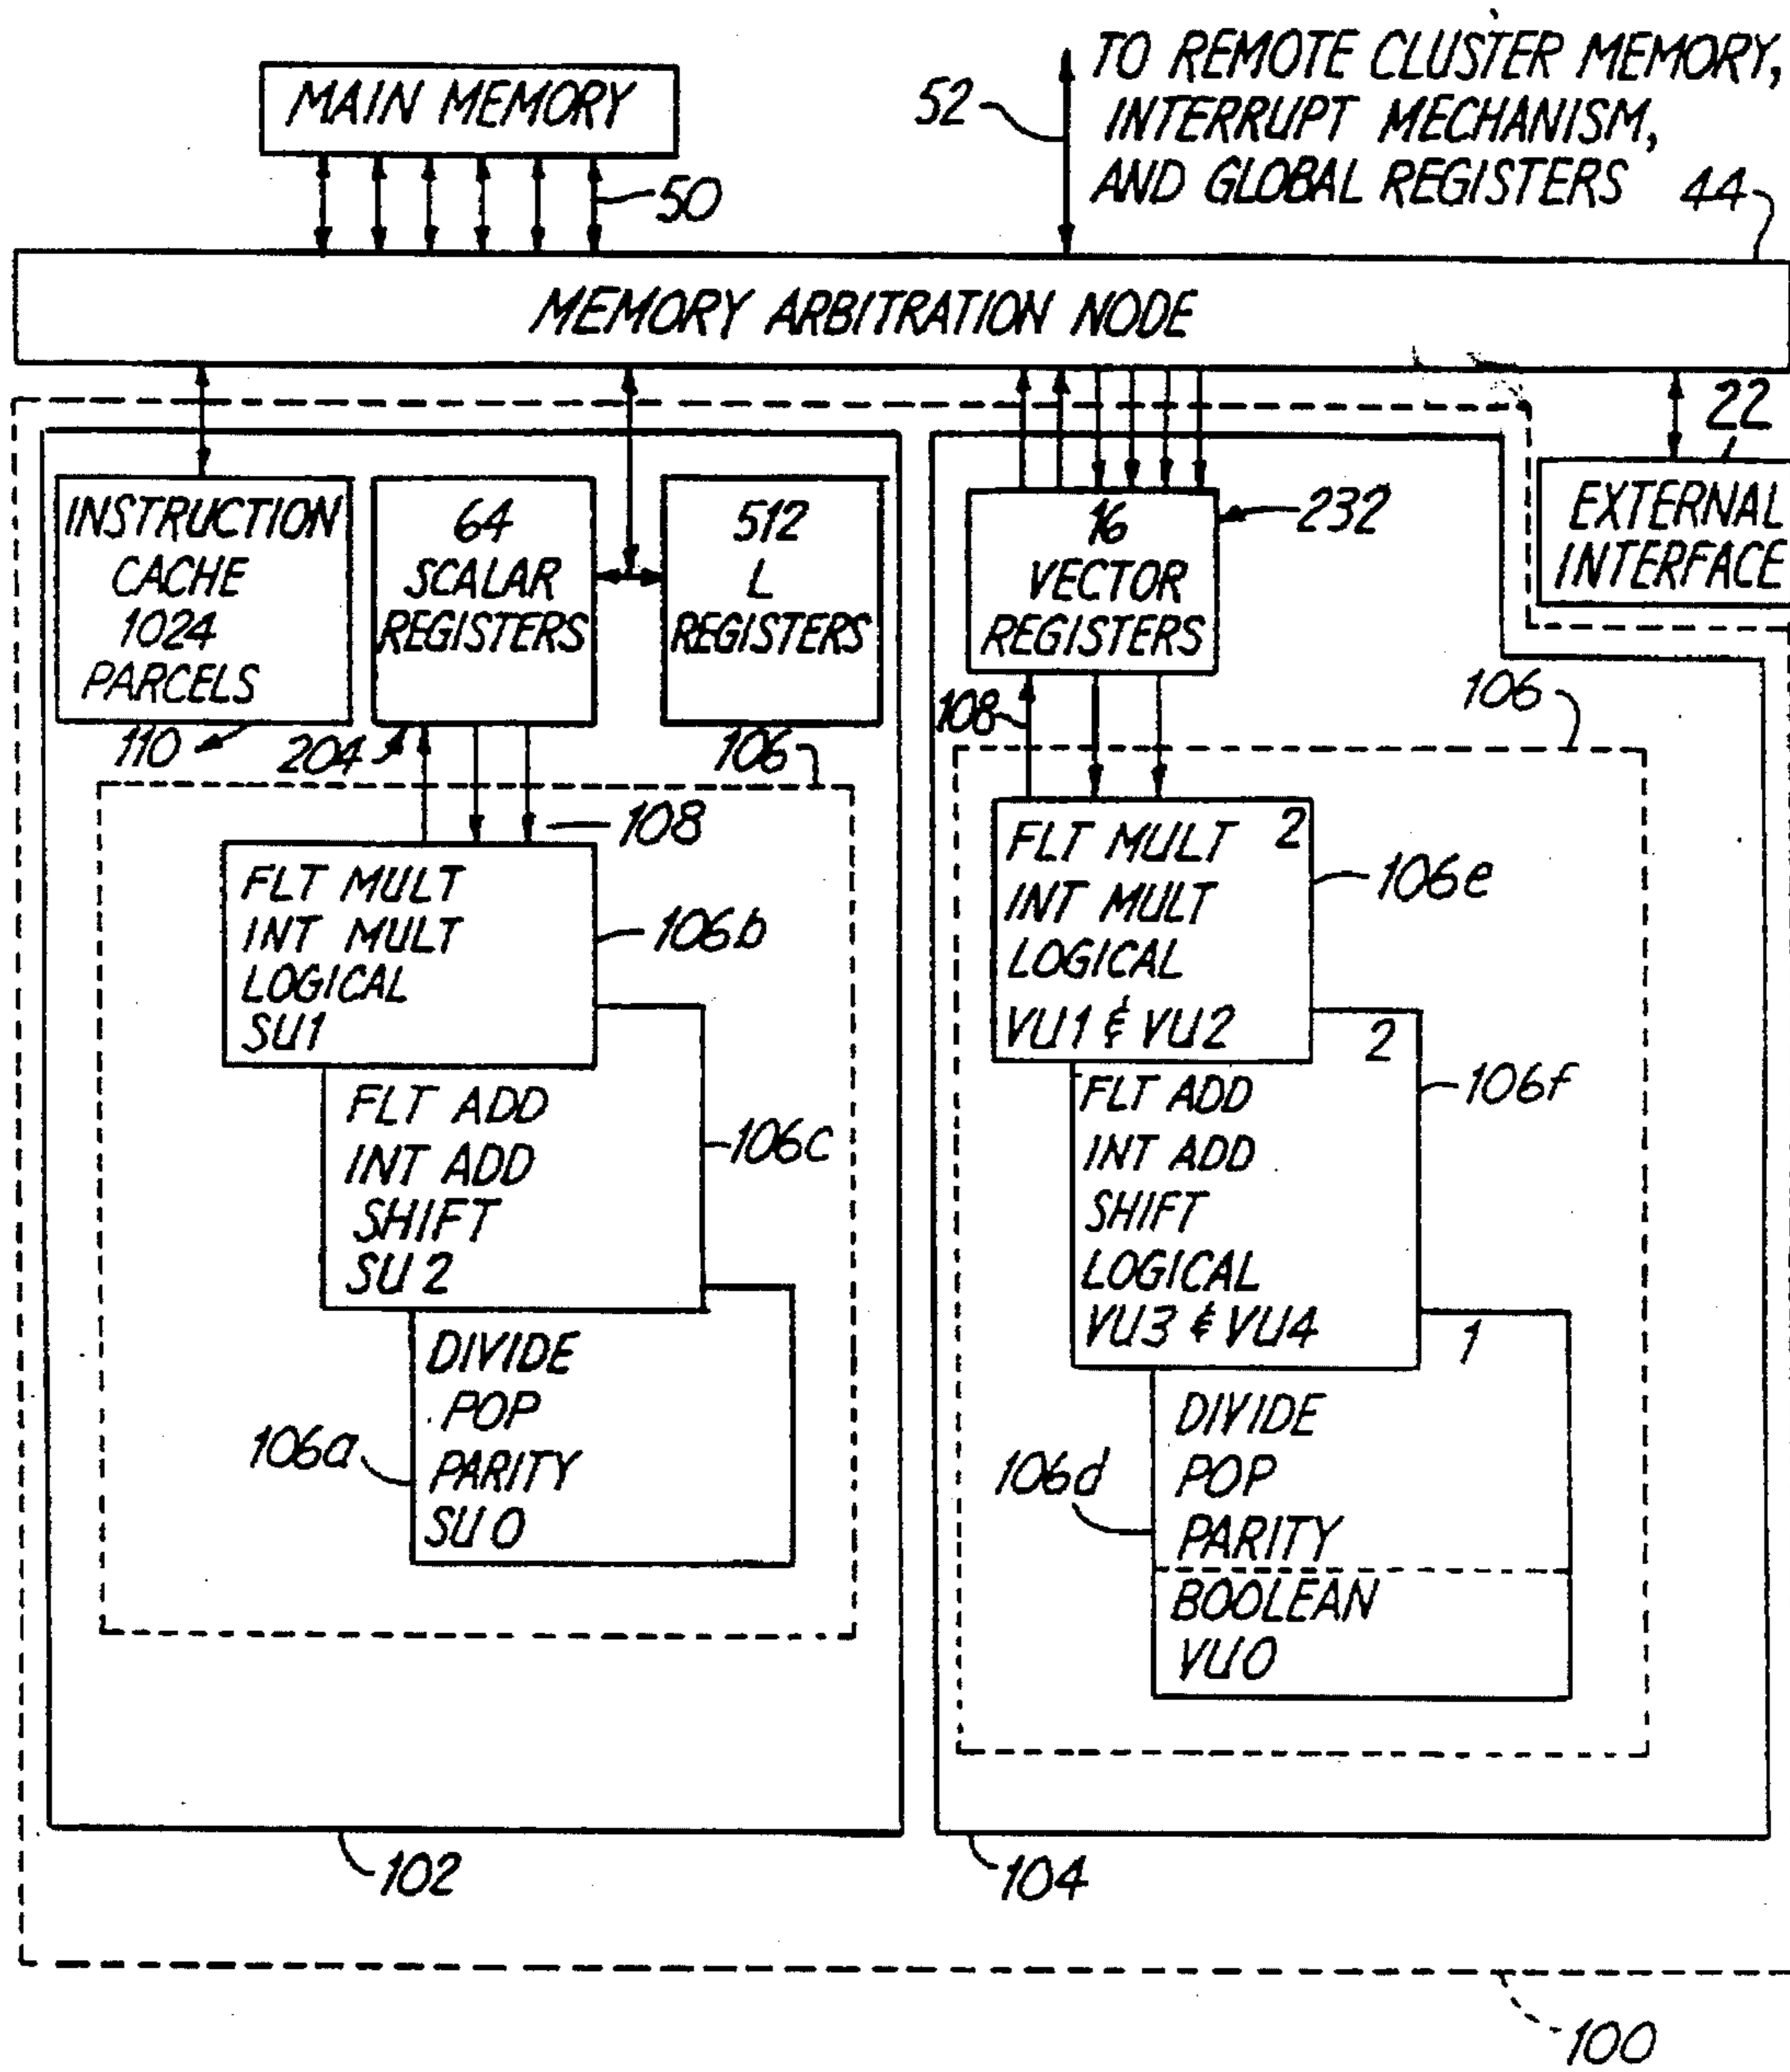 MAIN MEMORY
50
52
TO REMOTE CLUSTER MEMORY,
INTERRUPT MECHANISM,
AND GLOBAL REGISTERS
44
MEMORY ARBITRATION NODE
INSTRUCTION
CACHE
1024
PARCELS
110
64
SCALAR
REGISTERS
204
512
L
REGISTERS
106
108
FLT MULT
INT MULT
LOGICAL
SU1
106b
FLT ADD
INT ADD
SHIFT
SU2
106c
DIVIDE
POP
PARITY
SU0
106a
102
16
VECTOR
REGISTERS
232
22
EXTERNAL
INTERFACE
108
106
FLT MULT 2
INT MULT
LOGICAL
VU1 & VU2
106e
2
FLT ADD
INT ADD
SHIFT
LOGICAL
VU3 & VU4
106f
1
DIVIDE
POP
PARITY
BOOLEAN
VU0
106d
104
100